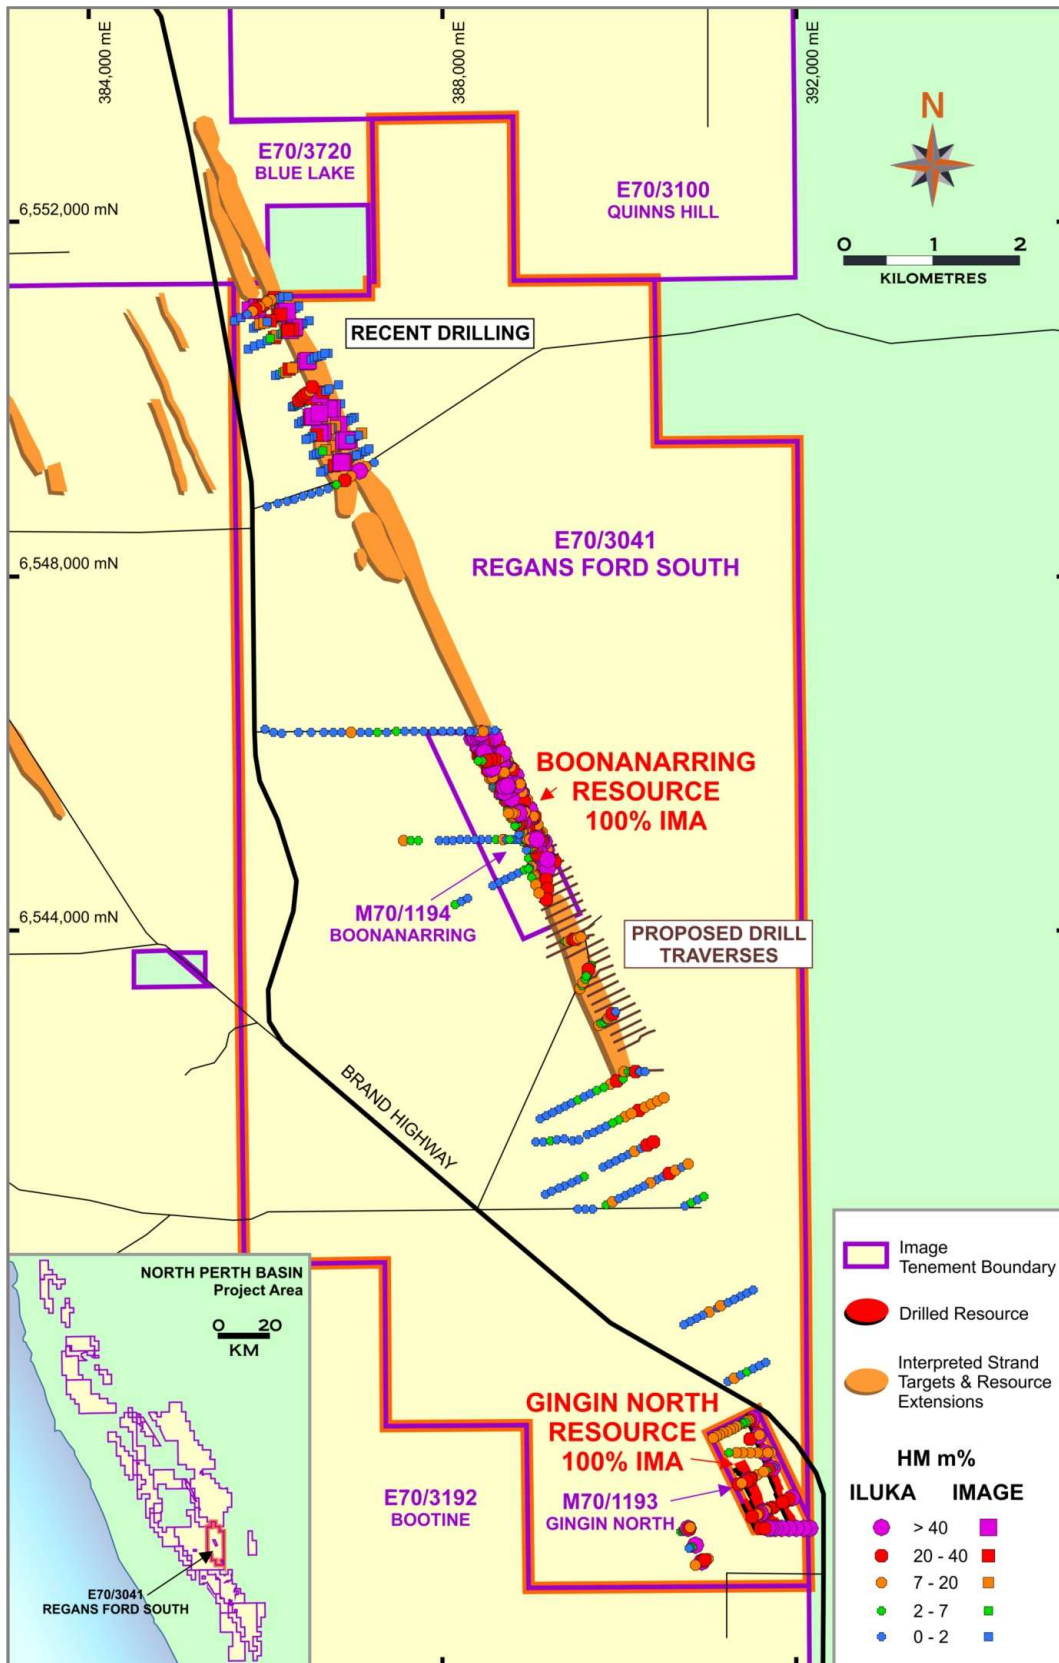 384,000 mE
388,000 mE
392,000 mE
N
E70/3720
BLUE LAKE
E70/3100
QUINNS HILL
6,552,000 mN
0 1 2
KILOMETRES
RECENT DRILLING
E70/3041
REGANS FORD SOUTH
6,548,000 mN
BOONANARRING
RESOURCE
100% IMA
M70/1194
BOONANARRING
6,544,000 mN
PROPOSED DRILL
TRAVERSES
BRAND HIGHWAY
GINGIN NORTH
RESOURCE
100% IMA
M70/1193
GINGIN NORTH
E70/3192
BOOTINE
NORTH PERTH BASIN
Project Area
0 20
KM
E70/3041
REGANS FORD SOUTH
Image
Tenement Boundary
Drilled Resource
Interpreted Strand
Targets & Resource
Extensions
HM m%
ILUKA IMAGE
> 40
20 - 40
7 - 20
2 - 7
0 - 2